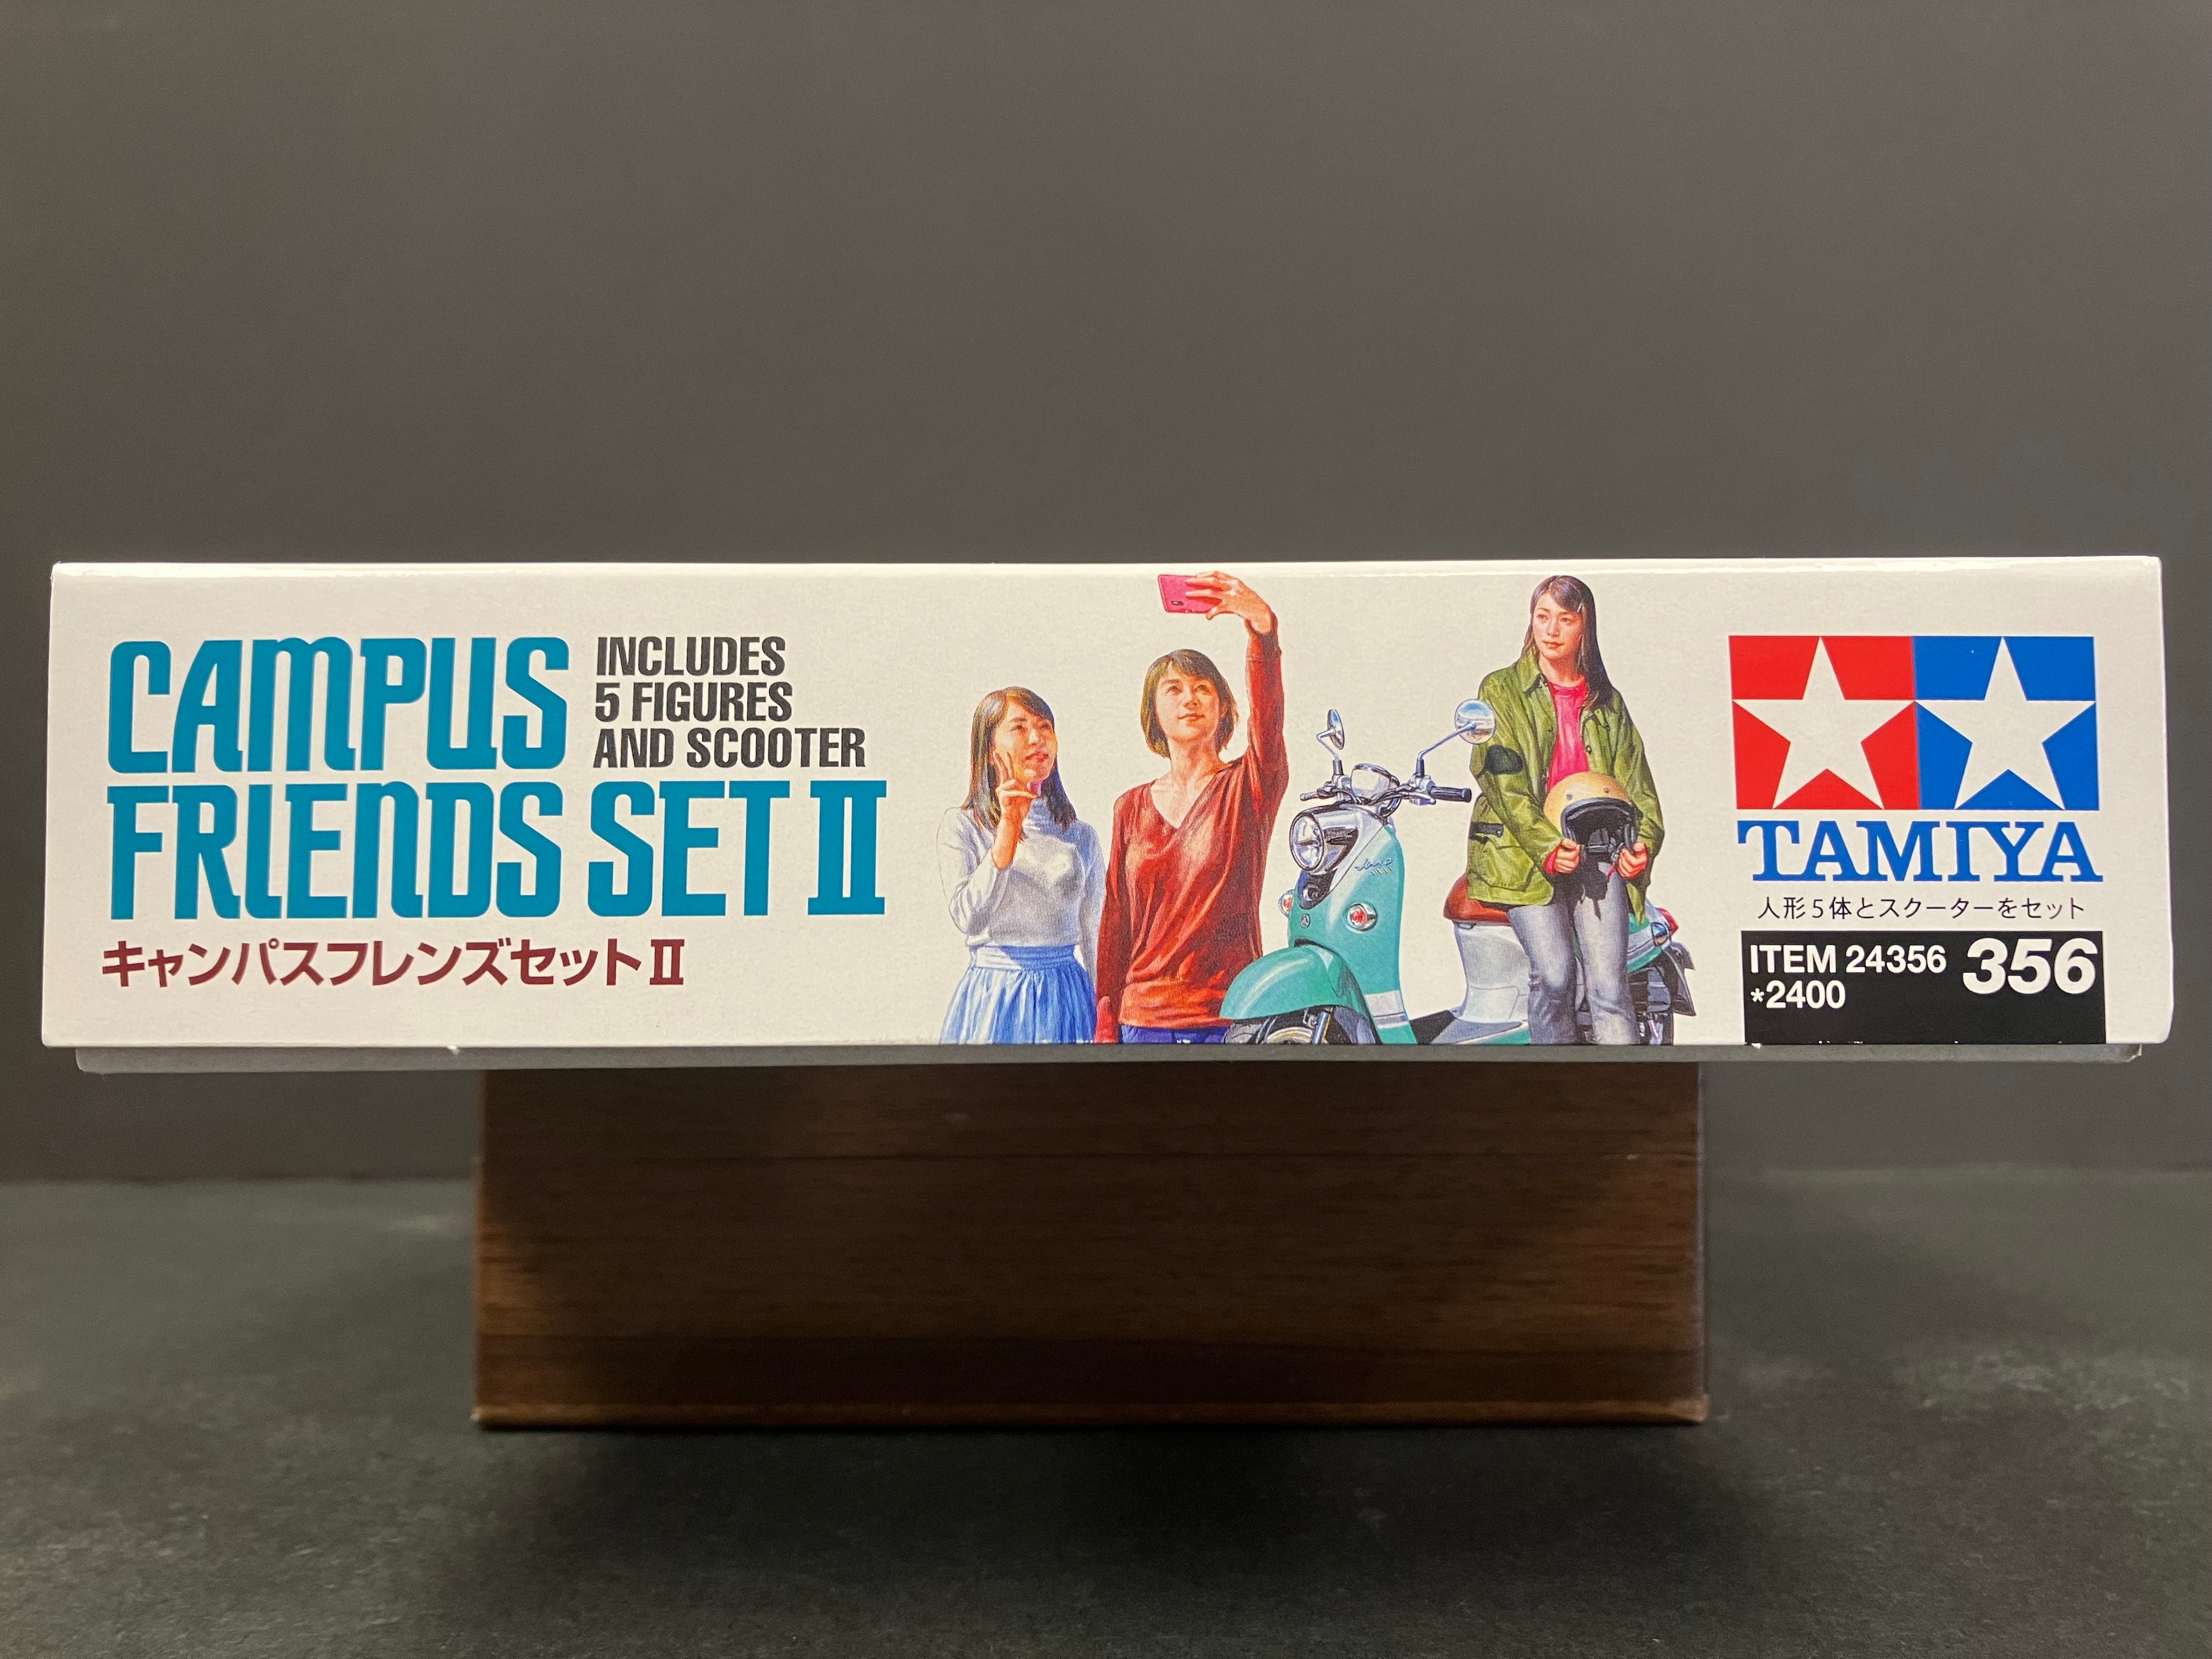 CAMPUS
FRIENDS SET II
INCLUDES
5 FIGURES
AND SCOOTER
キャンパスフレンズセットII
TAMIYA
人形5体とスクーターをセット
ITEM 24356
*2400
356